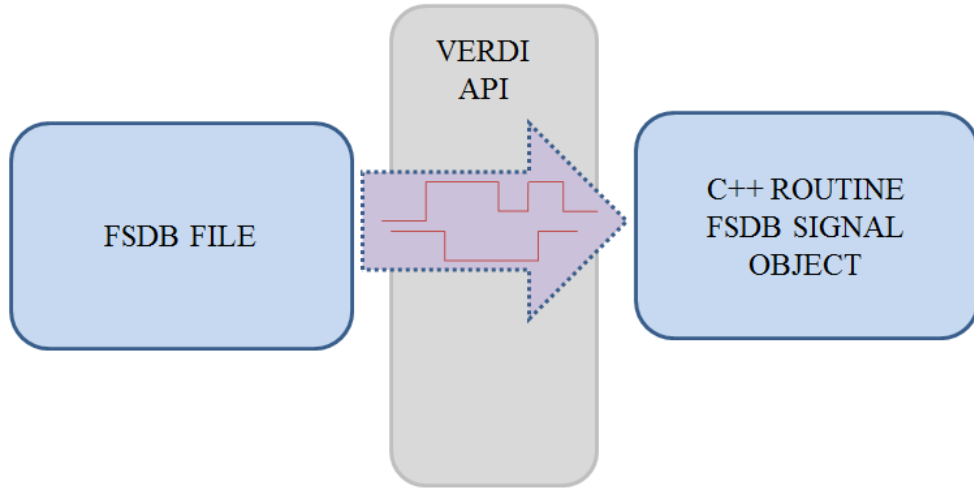 VERDI
API
FSDB FILE
C++ ROUTINE
FSDB SIGNAL
OBJECT